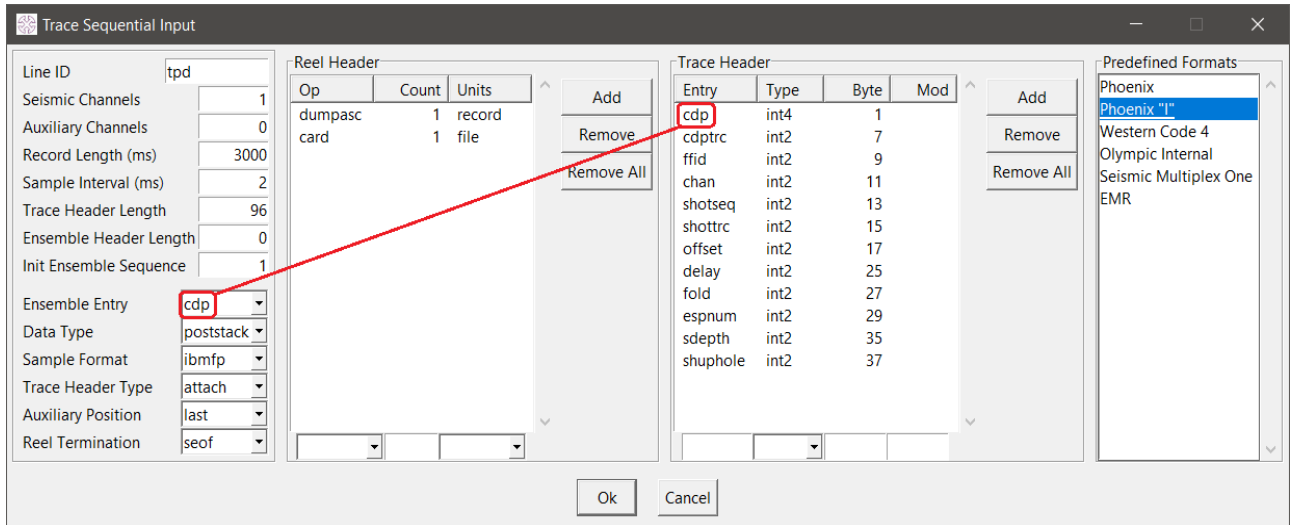 Trace Sequential Input
Line ID tpd
Seismic Channels 1
Auxiliary Channels 0
Record Length (ms) 3000
Sample Interval (ms) 2
Trace Header Length 96
Ensemble Header Length 0
Init Ensemble Sequence 1
Ensemble Entry cdp
Data Type poststack
Sample Format ibmfp
Trace Header Type attach
Auxiliary Position last
Reel Termination seof
Reel Header
Op Count Units
dumpasc 1 record
card 1 file
Add
Remove
Remove All
Trace Header
Entry Type Byte Mod
cdp int4 1
cdptrc int2 7
ffid int2 9
chan int2 11
shotseq int2 13
shottrc int2 15
offset int2 17
delay int2 25
fold int2 27
espnum int2 29
sdepth int2 35
shuphole int2 37
Add
Remove
Remove All
Predefined Formats
Phoenix
Phoenix "I"
Western Code 4
Olympic Internal
Seismic Multiplex One
EMR
Ok Cancel